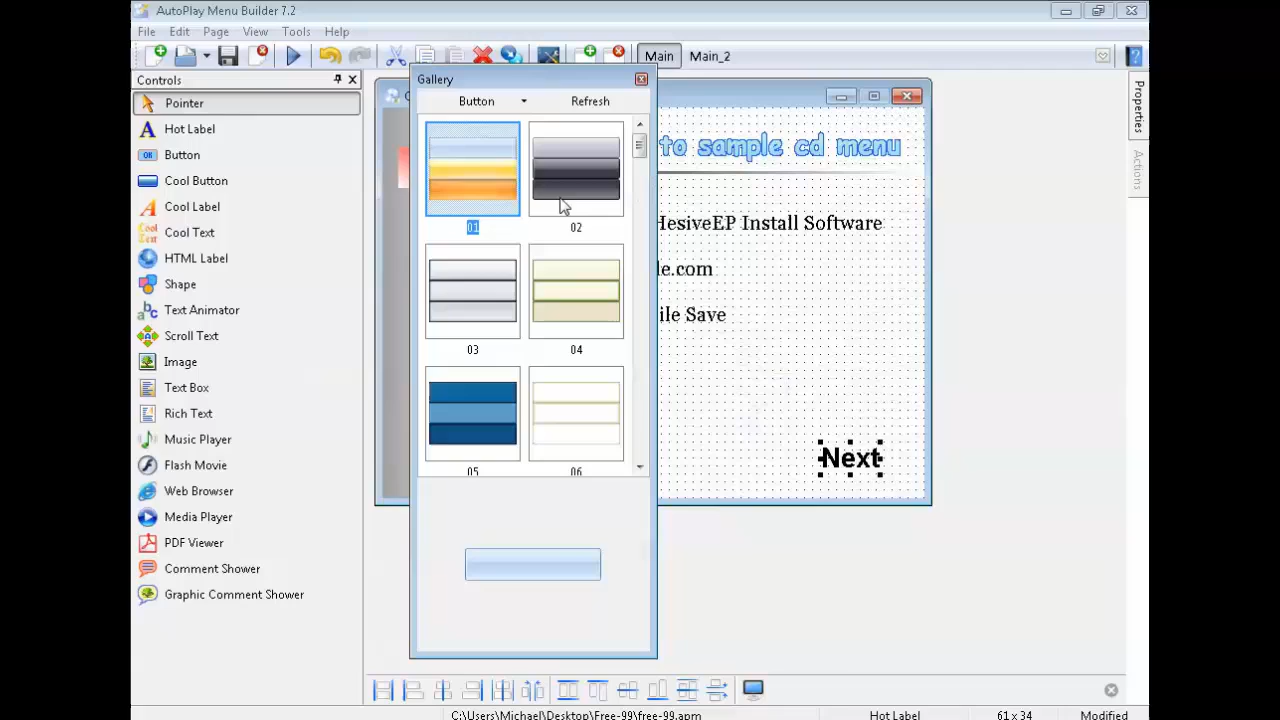 AutoPlay Menu Builder 7.2
File Edit Page View Tools Help
Main Main_2
Controls
Pointer
A Hot Label
OB Button
Cool Button
A Cool Label
Cool Text Cool Text
HTML Label
Shape
abc Text Animator
A Scroll Text
Image
Text Box
Rich Text
Music Player
Flash Movie
Web Browser
Media Player
PDF Viewer
Comment Shower
Graphic Comment Shower
Gallery
Button Refresh
01 02
03 04
05 06
to sample cd menu
HesiveEP Install Software
le.com
ile Save
Next
Properties
Actions
C:\Users\Michael\Desktop\Free-99\free-99.apm Hot Label 61 x 34 Modified